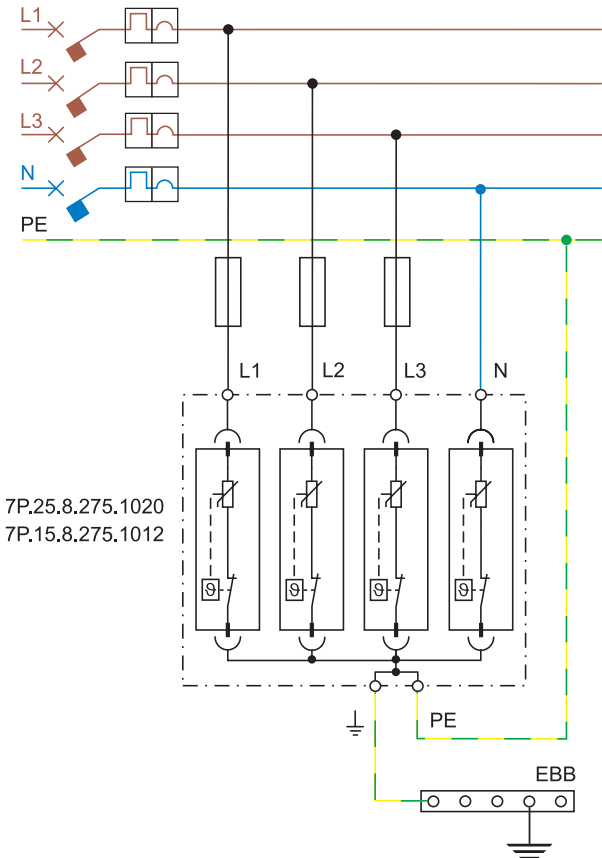 L1
L2
L3
N
PE
L1 L2 L3 N
7P.25.8.275.1020
7P.15.8.275.1012
ϑ ϑ ϑ ϑ
PE
EBB